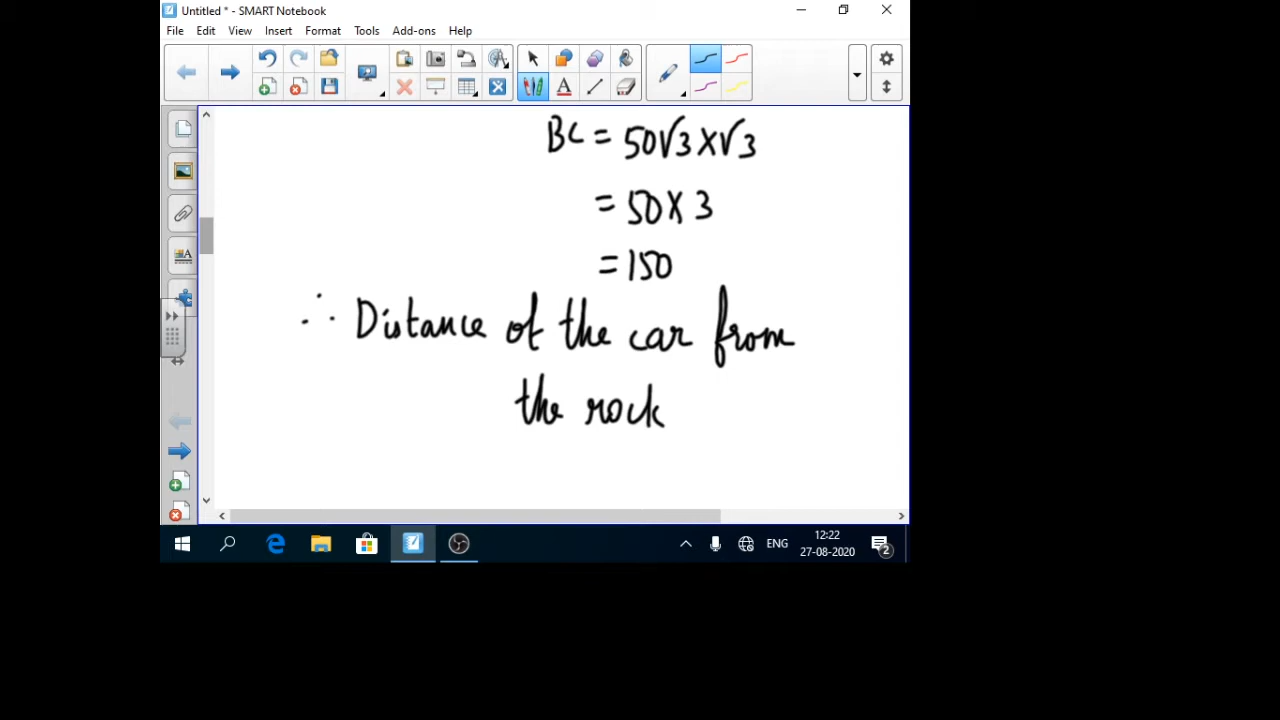 Untitled * - SMART Notebook
File Edit View Insert Format Tools Add-ons Help
BC = 50√3×√3
= 50 × 3
= 150
∴ Distance of the car from
the rock
12:22
ENG
27-08-2020
2